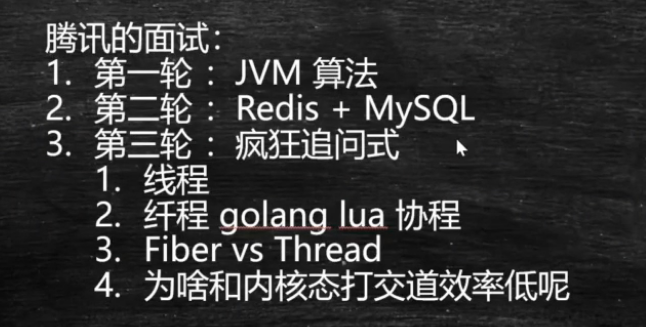 腾讯的面试：
1. 第一轮 ：JVM 算法
2. 第二轮 ：Redis + MySQL
3. 第三轮 ：疯狂追问式
1. 线程
2. 纤程 golang lua 协程
3. Fiber vs Thread
4. 为啥和内核态打交道效率低呢